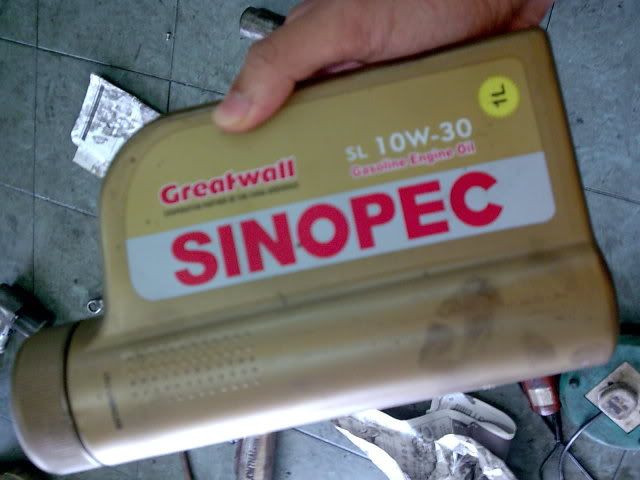 1L
SL 10W-30
Gasoline Engine Oil
Greatwall
SINOPEC